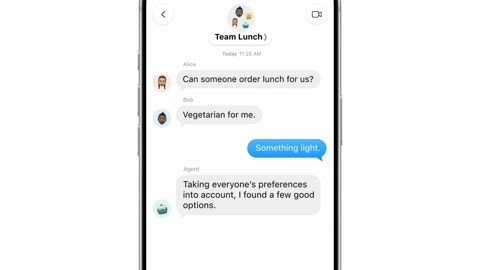 Team Lunch
Today 11:20 AM
Alice
Can someone order lunch for us?
Bob
Vegetarian for me.
Something light.
Agent
Taking everyone's preferences
into account, I found a few good
options.